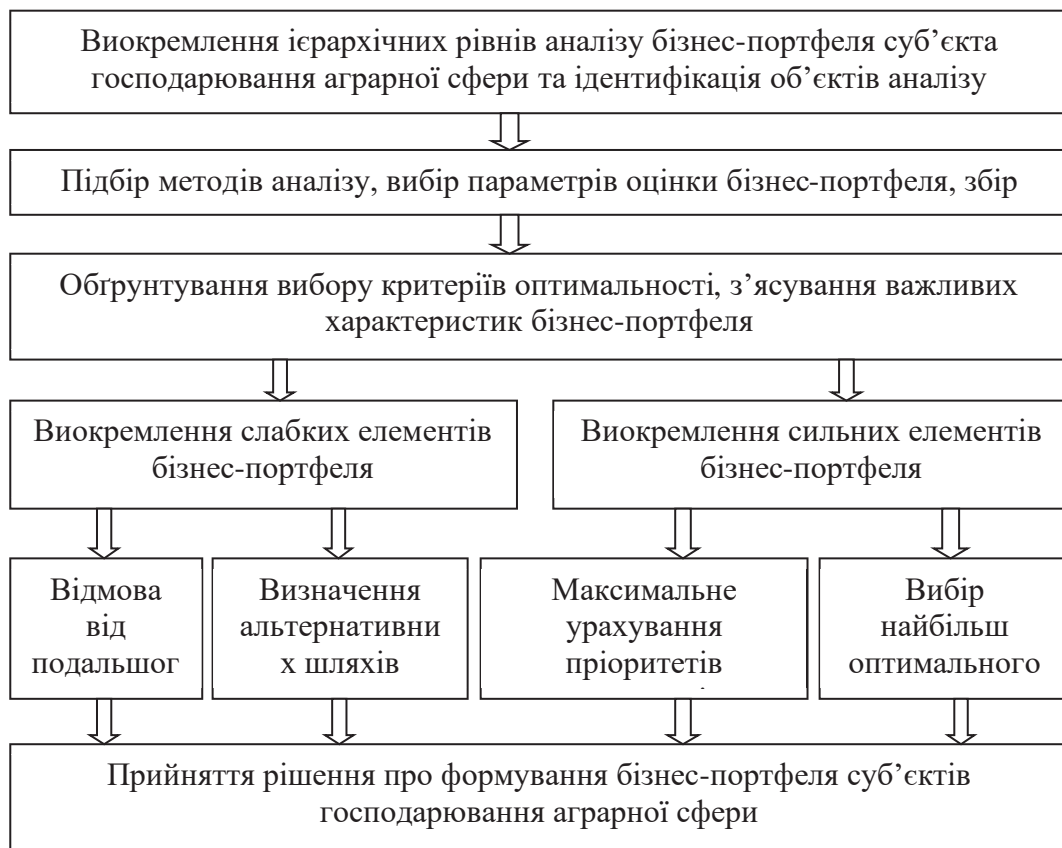 Виокремлення ієрархічних рівнів аналізу бізнес-портфеля суб’єкта
господарювання аграрної сфери та ідентифікація об’єктів аналізу
Підбір методів аналізу, вибір параметрів оцінки бізнес-портфеля, збір
Обґрунтування вибору критеріїв оптимальності, з’ясування важливих
характеристик бізнес-портфеля
Виокремлення слабких елементів
бізнес-портфеля
Виокремлення сильних елементів
бізнес-портфеля
Відмова
від
подальшог
Визначення
альтернативни
х шляхів
Максимальне
урахування
пріоритетів
Вибір
найбільш
оптимального
Прийняття рішення про формування бізнес-портфеля суб’єктів
господарювання аграрної сфери